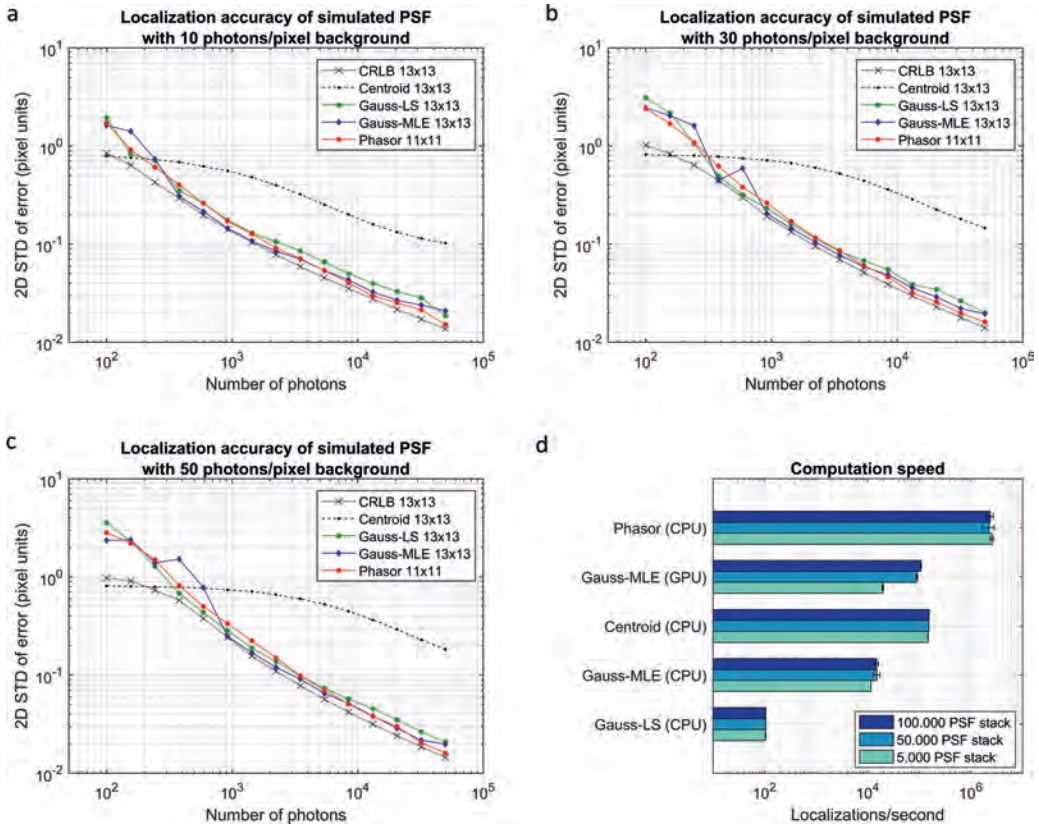 a
Localization accuracy of simulated PSF
with 10 photons/pixel background
CRLB 13x13
Centroid 13x13
Gauss-LS 13x13
Gauss-MLE 13x13
Phasor 11x11
2D STD of error (pixel units)
10^1
10^0
10^-1
10^-2
10^2
10^3
10^4
10^5
Number of photons
b
Localization accuracy of simulated PSF
with 30 photons/pixel background
CRLB 13x13
Centroid 13x13
Gauss-LS 13x13
Gauss-MLE 13x13
Phasor 11x11
2D STD of error (pixel units)
10^1
10^0
10^-1
10^-2
10^2
10^3
10^4
10^5
Number of photons
c
Localization accuracy of simulated PSF
with 50 photons/pixel background
CRLB 13x13
Centroid 13x13
Gauss-LS 13x13
Gauss-MLE 13x13
Phasor 11x11
2D STD of error (pixel units)
10^1
10^0
10^-1
10^-2
10^2
10^3
10^4
10^5
Number of photons
d
Computation speed
Phasor (CPU)
Gauss-MLE (GPU)
Centroid (CPU)
Gauss-MLE (CPU)
Gauss-LS (CPU)
100.000 PSF stack
50.000 PSF stack
5.000 PSF stack
10^2
10^4
10^6
Localizations/second